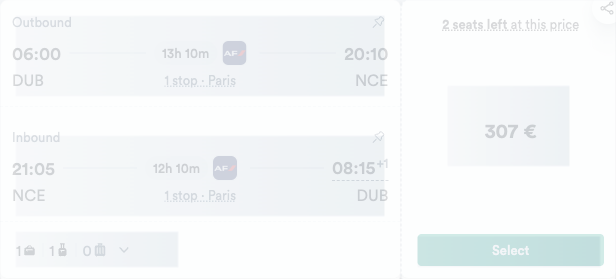 Outbound
06:00 13h 10m AF 20:10
DUB 1 stop · Paris NCE
Inbound
21:05 12h 10m AF 08:15+1
NCE 1 stop · Paris DUB
1 1 0
2 seats left at this price
307 €
Select